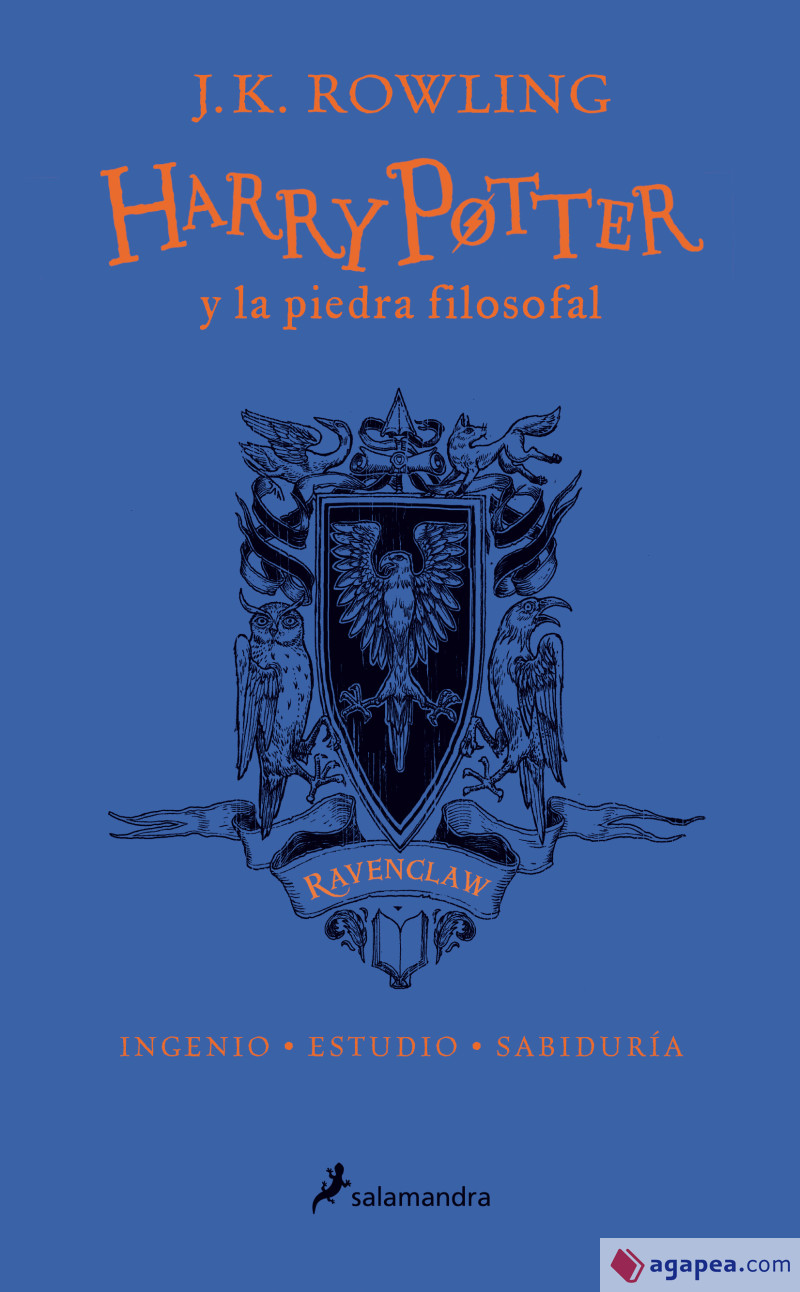 J.K. ROWLING
HARRY POTTER
y la piedra filosofal
RAVENCLAW
INGENIO • ESTUDIO • SABIDURÍA
salamandra
agapea.com